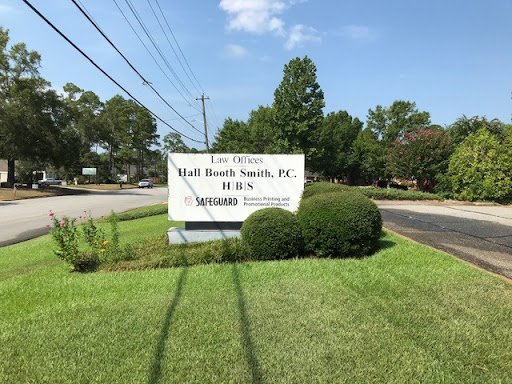 Law Offices
Hall Booth Smith, P.C.
H|B|S
SAFEGUARD Business Printing and
Promotional Products